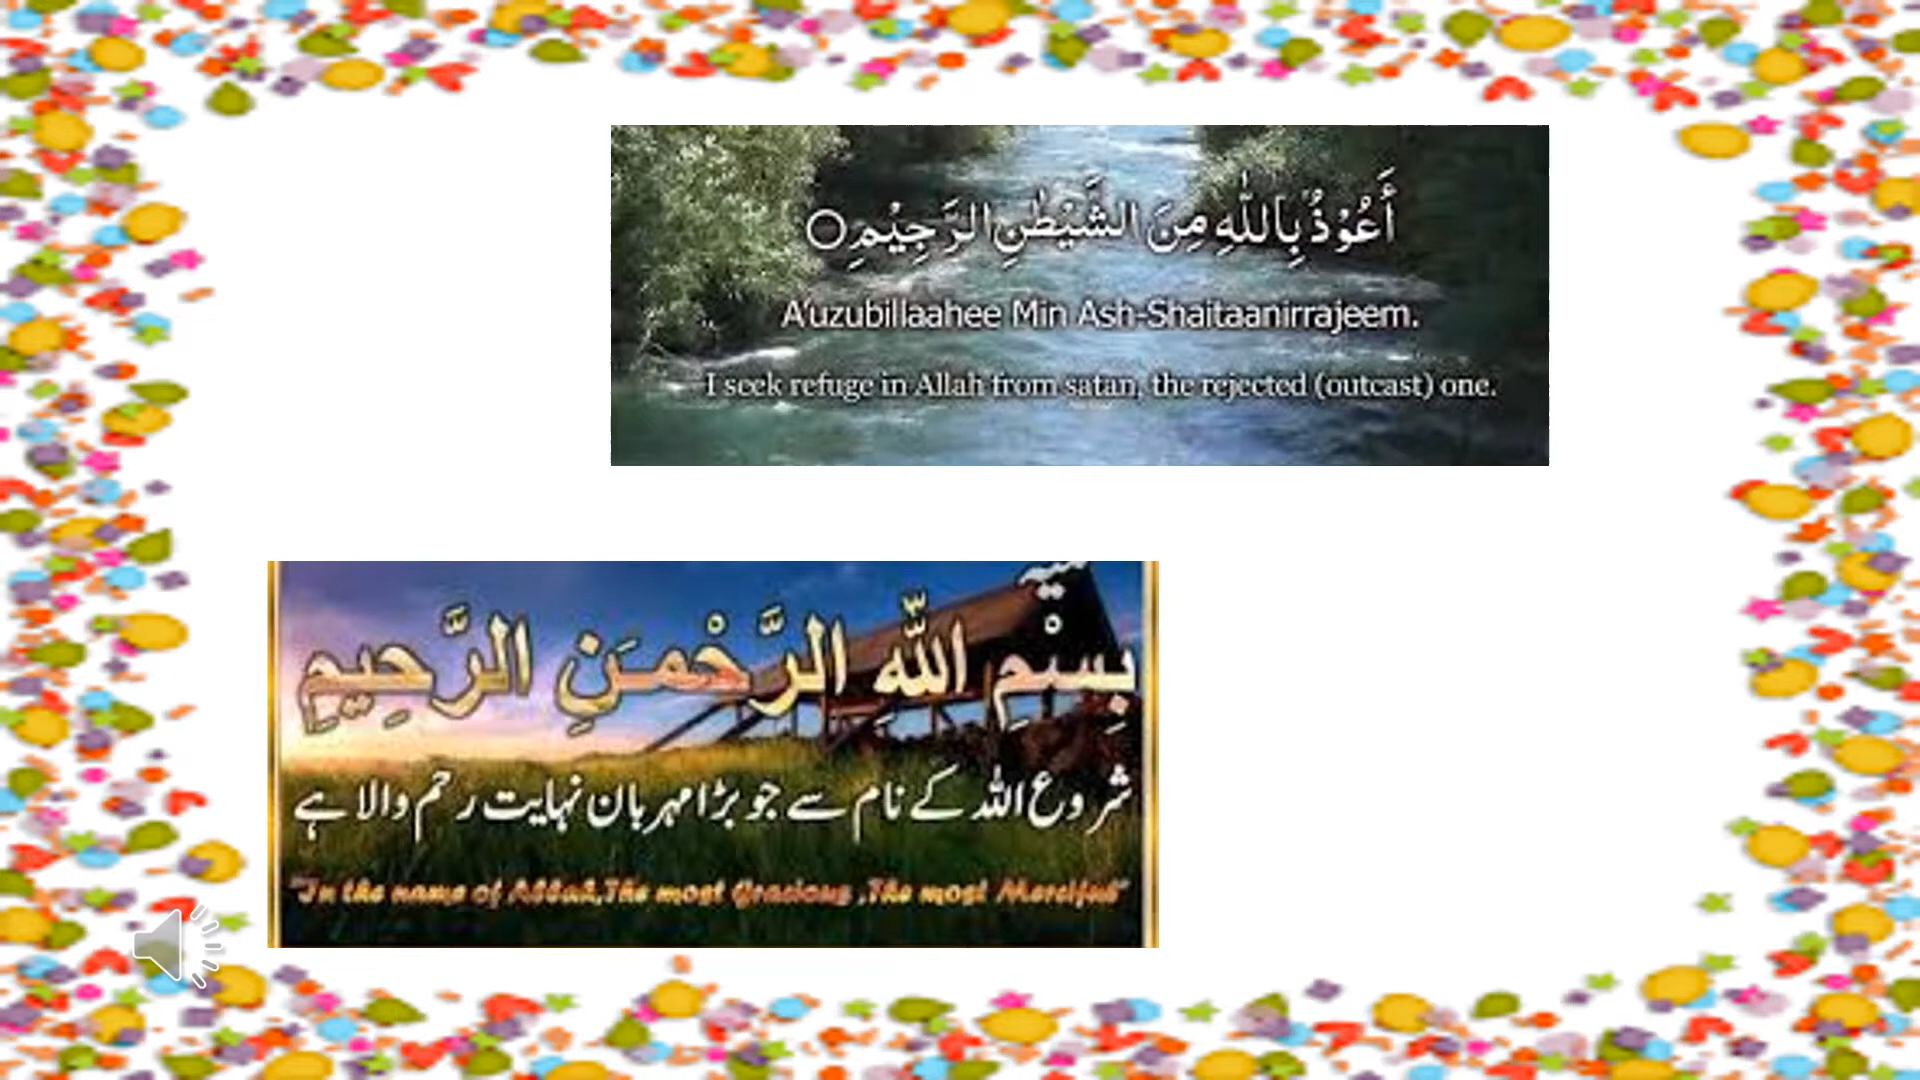 أَعُوْذُ بِاللّٰهِ مِنَ الشَّيْطٰنِ الرَّجِيْمِ
A'uzubillaahee Min Ash-Shaitaanirrajeem.
I seek refuge in Allah from satan, the rejected (outcast) one.
بِسْمِ اللّٰهِ الرَّحْمـَنِ الرَّحِيمِ
شروع اللہ کے نام سے جو بڑا مہربان نہایت رحم والا ہے
"In the name of Allah,The most Gracious ,The most Merciful"